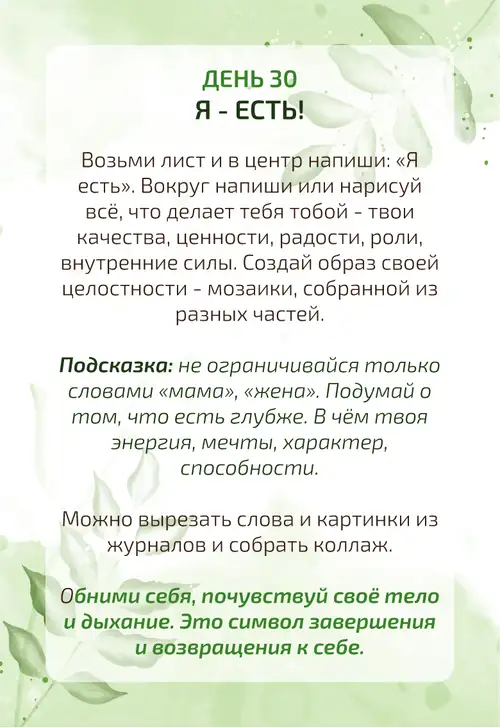 ДЕНЬ 30
Я - ЕСТЬ!
Возьми лист и в центр напиши: «Я
есть». Вокруг напиши или нарисуй
всё, что делает тебя тобой - твои
качества, ценности, радости, роли,
внутренние силы. Создай образ своей
целостности - мозаики, собранной из
разных частей.
Подсказка: не ограничивайся только
словами «мама», «жена». Подумай о
том, что есть глубже. В чём твоя
энергия, мечты, характер,
способности.
Можно вырезать слова и картинки из
журналов и собрать коллаж.
Обними себя, почувствуй своё тело
и дыхание. Это символ завершения
и возвращения к себе.